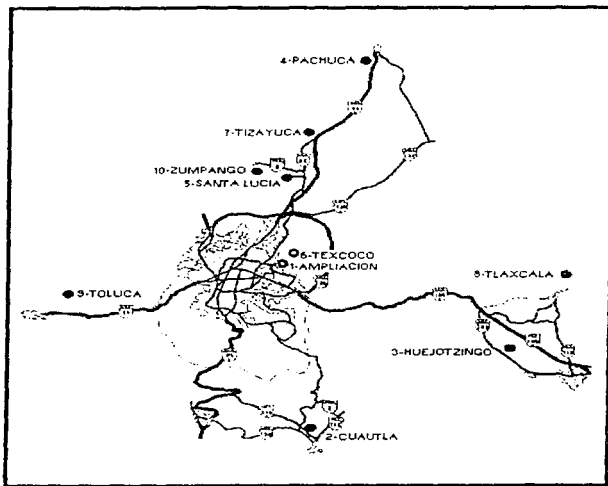 4-PACHUCA
7-TIZAYUCA
10-ZUMPANGO
5-SANTA LUCIA
6-TEXCOCO
1-AMPLIACION
8-TLAXCALA
9-TOLUCA
3-HUEJOTZINGO
2-CUAUTLA